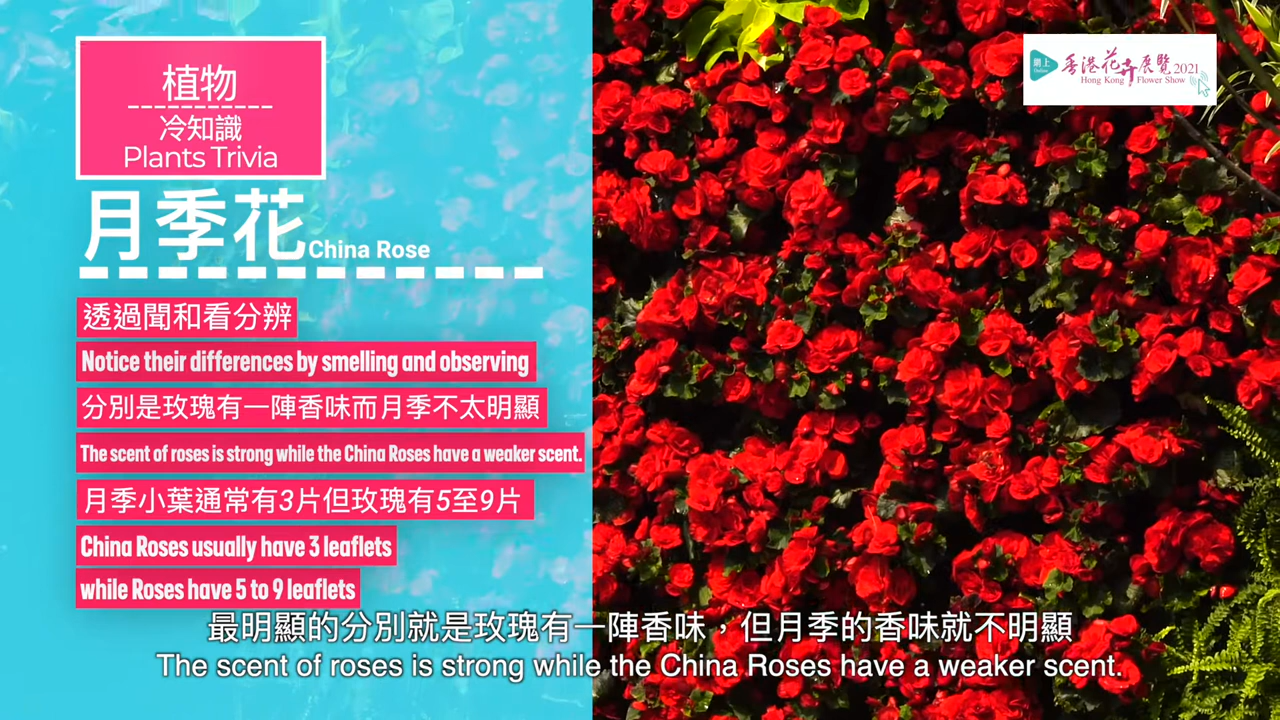 植物
冷知識
Plants Trivia
月季花 China Rose
透過聞和看分辨
Notice their differences by smelling and observing
分別是玫瑰有一陣香味而月季不太明顯
The scent of roses is strong while the China Roses have a weaker scent.
月季小葉通常有3片但玫瑰有5至9片
China Roses usually have 3 leaflets
while Roses have 5 to 9 leaflets
網上 香港花卉展覽 2021
Online Hong Kong Flower Show
最明顯的分別就是玫瑰有一陣香味，但月季的香味就不明顯
The scent of roses is strong while the China Roses have a weaker scent.